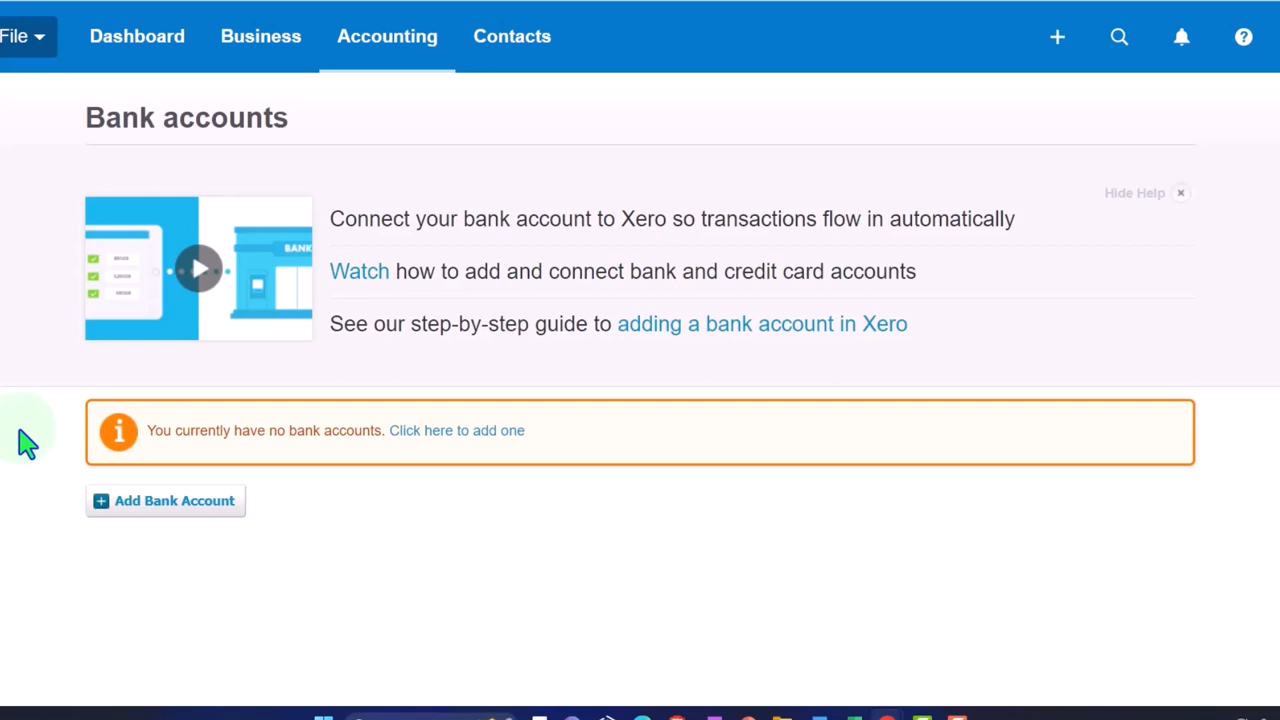 File
Dashboard
Business
Accounting
Contacts
Bank accounts
Hide Help
Connect your bank account to Xero so transactions flow in automatically
Watch how to add and connect bank and credit card accounts
See our step-by-step guide to adding a bank account in Xero
BANK
You currently have no bank accounts. Click here to add one
Add Bank Account